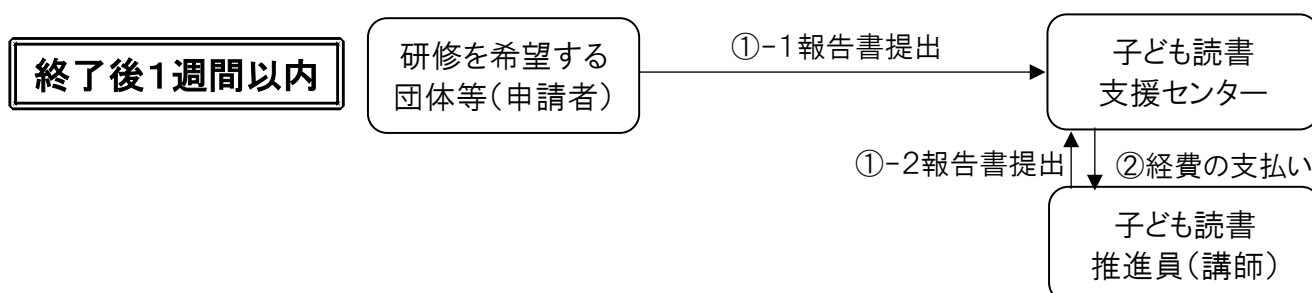 終了後1週間以内
研修を希望する
団体等(申請者)
①-1報告書提出
子ども読書
支援センター
①-2報告書提出
②経費の支払い
子ども読書
推進員(講師)